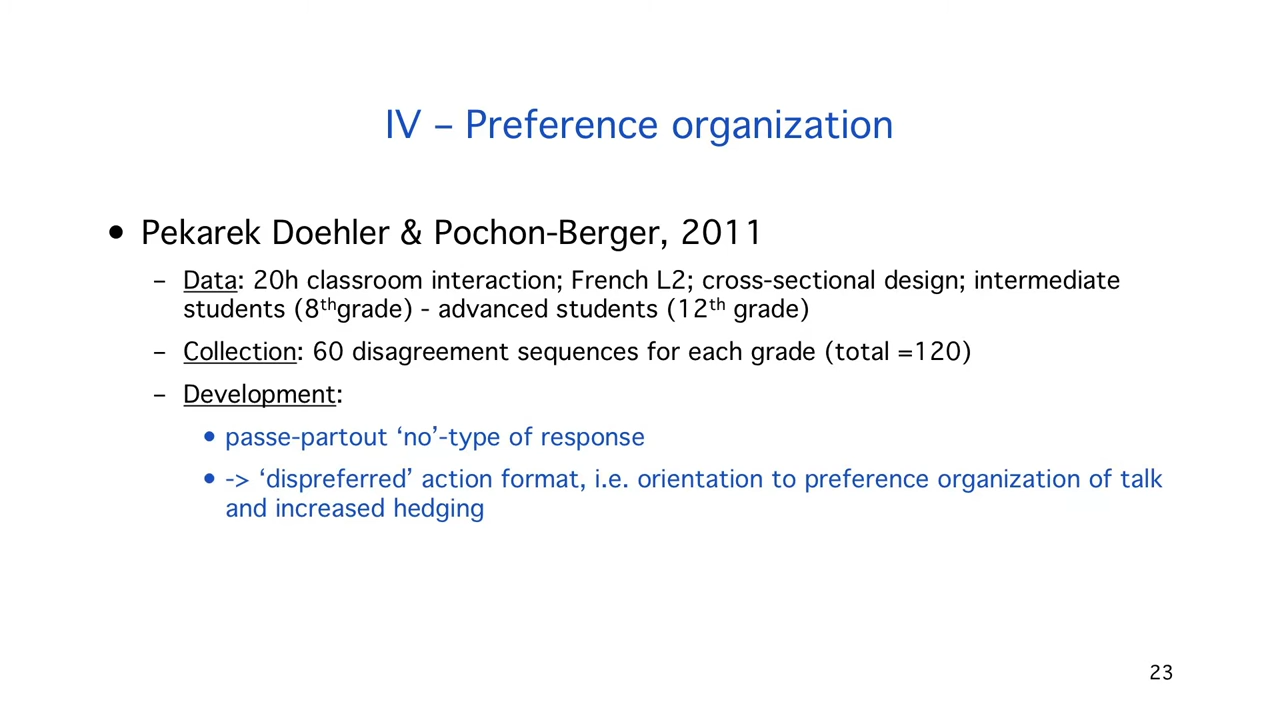 IV – Preference organization
• Pekarek Doehler & Pochon-Berger, 2011
– Data: 20h classroom interaction; French L2; cross-sectional design; intermediate
students (8thgrade) - advanced students (12th grade)
– Collection: 60 disagreement sequences for each grade (total =120)
– Development:
• passe-partout ‘no’-type of response
• -> ‘dispreferred’ action format, i.e. orientation to preference organization of talk
and increased hedging
23